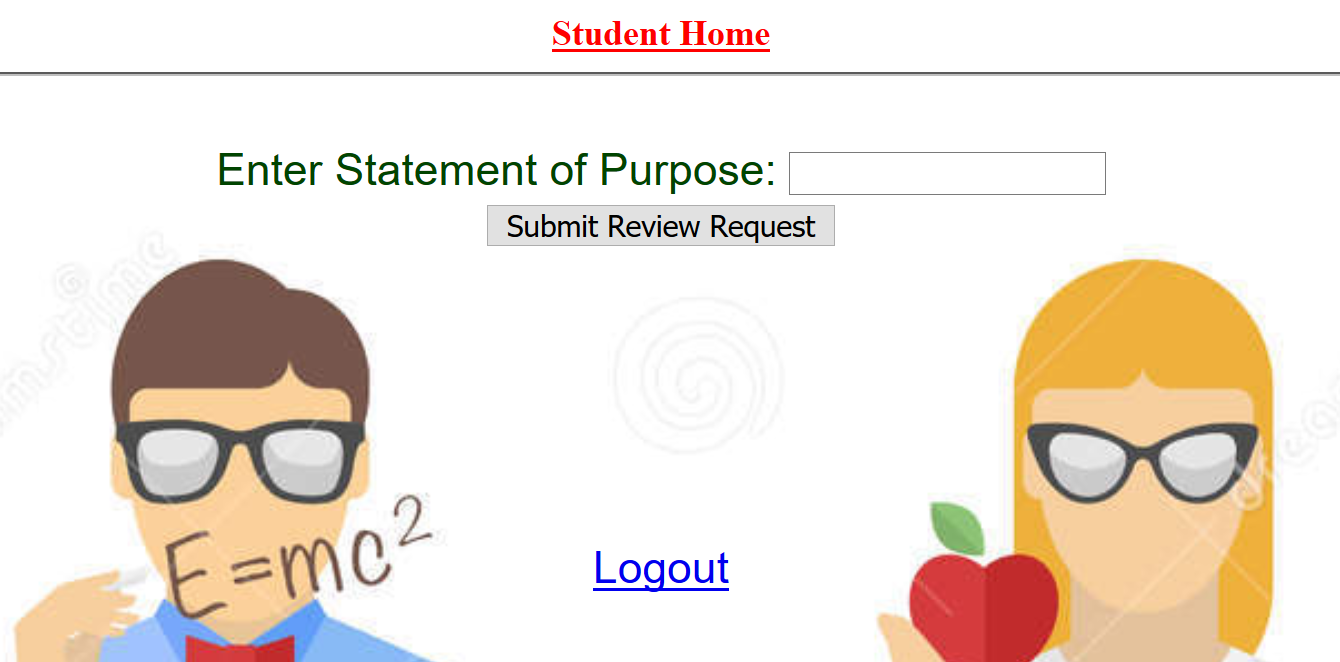 Student Home
Enter Statement of Purpose:
Submit Review Request
E=mc²
Logout